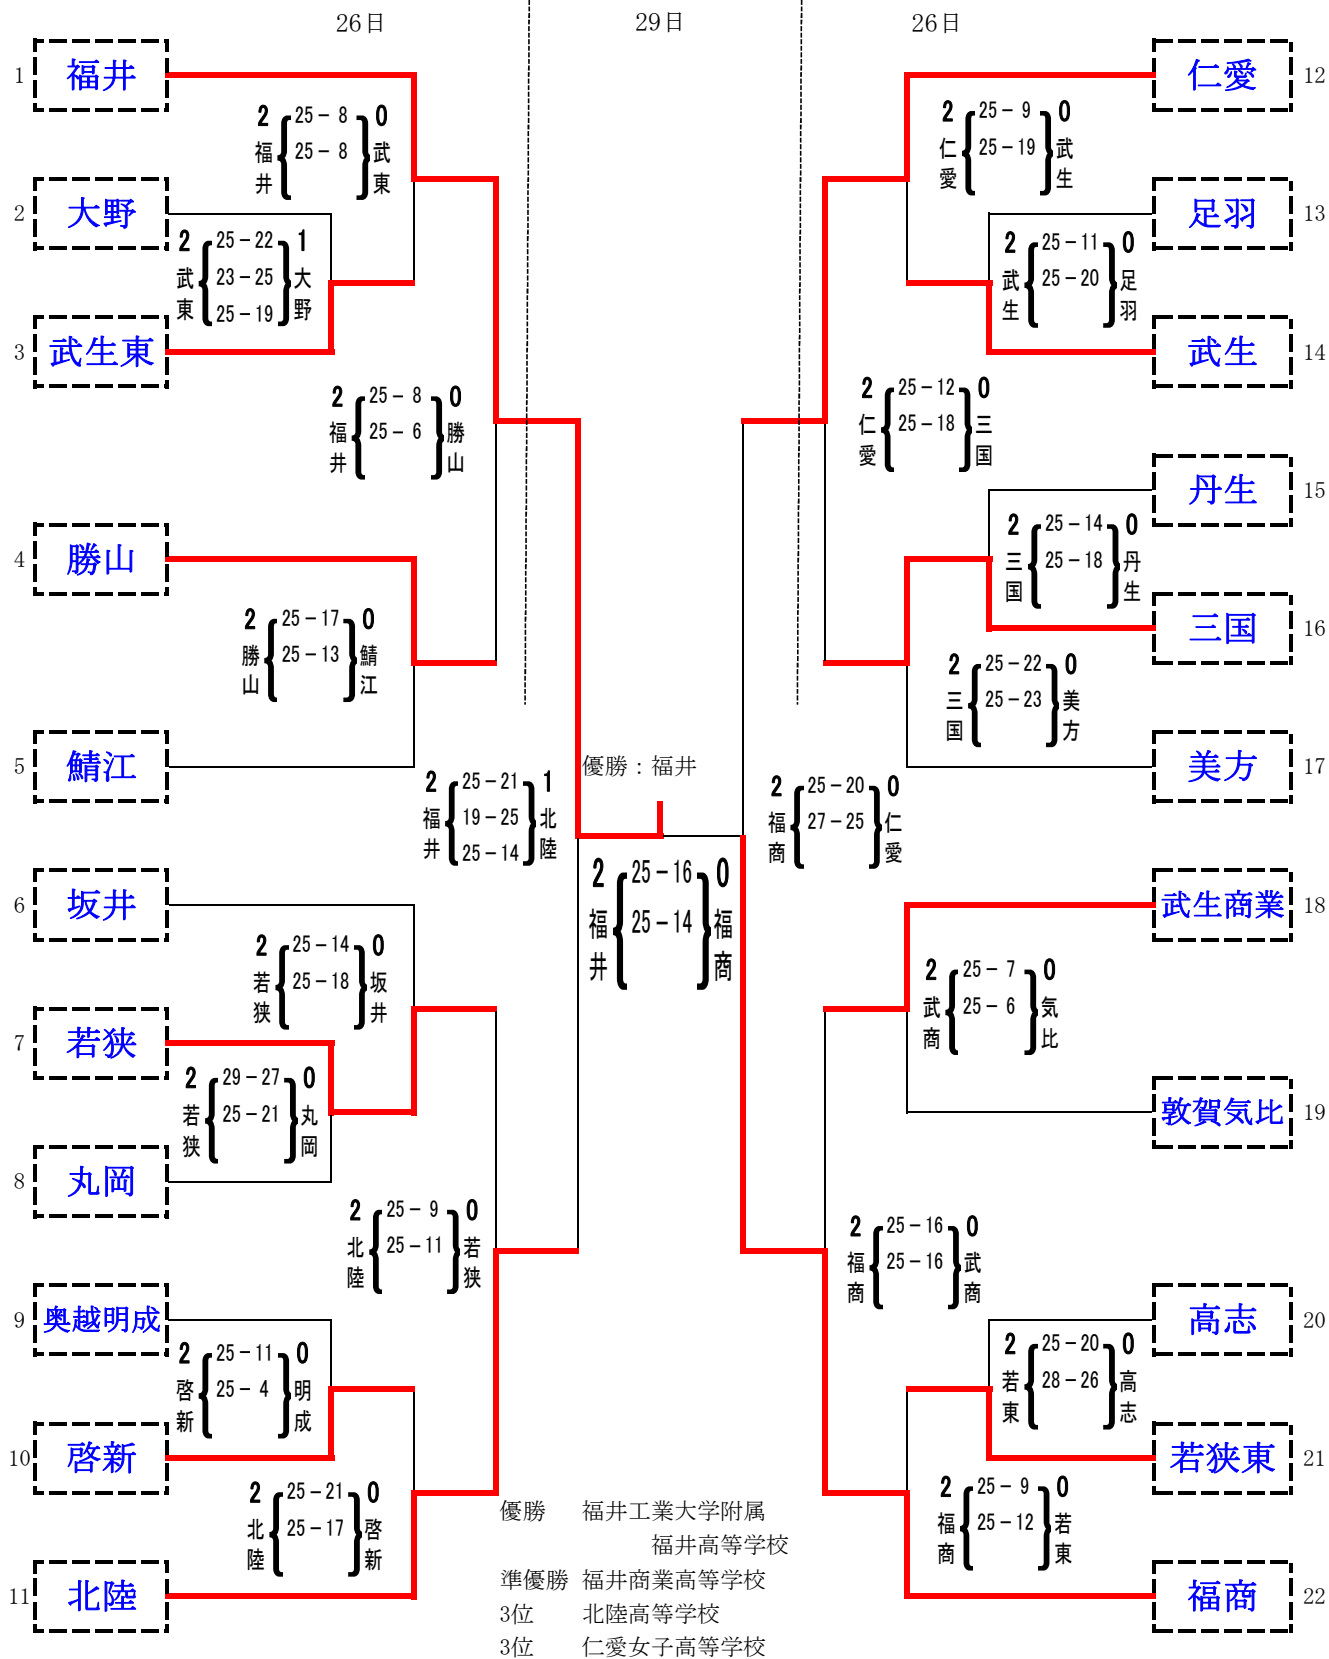 26日
29日
26日
1 福井
2 大野
3 武生東
4 勝山
5 鯖江
6 坂井
7 若狭
8 丸岡
9 奥越明成
10 啓新
11 北陸
仁愛 12
足羽 13
武生 14
丹生 15
三国 16
美方 17
武生商業 18
敦賀気比 19
高志 20
若狭東 21
福商 22
2 福井 0 武東
25－8
25－8
2 武東 1 大野
25－22
23－25
25－19
2 福井 0 勝山
25－8
25－6
2 勝山 0 鯖江
25－17
25－13
2 福井 1 北陸
25－21
19－25
25－14
2 若狭 0 坂井
25－14
25－18
2 若狭 0 丸岡
29－27
25－21
2 北陸 0 若狭
25－9
25－11
2 啓新 0 明成
25－11
25－4
2 北陸 0 啓新
25－21
25－17
優勝：福井
2 福井 0 福商
25－16
25－14
2 仁愛 0 武生
25－9
25－19
2 武生 0 足羽
25－11
25－20
2 仁愛 0 三国
25－12
25－18
2 三国 0 丹生
25－14
25－18
2 三国 0 美方
25－22
25－23
2 福商 0 仁愛
25－20
27－25
2 武商 0 気比
25－7
25－6
2 福商 0 武商
25－16
25－16
2 若東 0 高志
25－20
28－26
2 福商 0 若東
25－9
25－12
優勝 福井工業大学附属
福井高等学校
準優勝 福井商業高等学校
3位 北陸高等学校
3位 仁愛女子高等学校